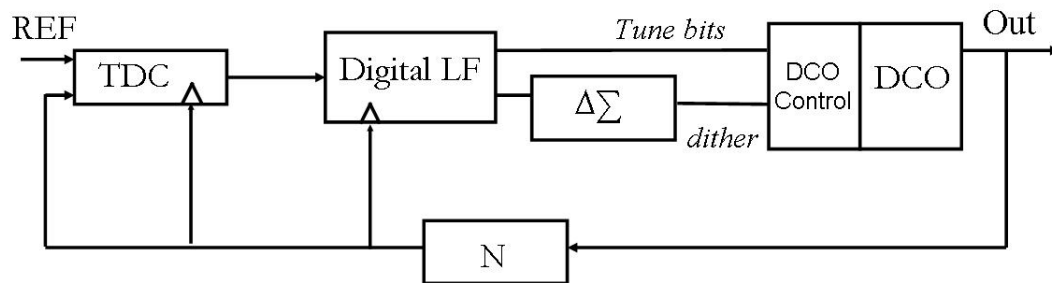 REF
TDC
Digital LF
Tune bits
ΔΣ
dither
DCO
Control
DCO
Out
N